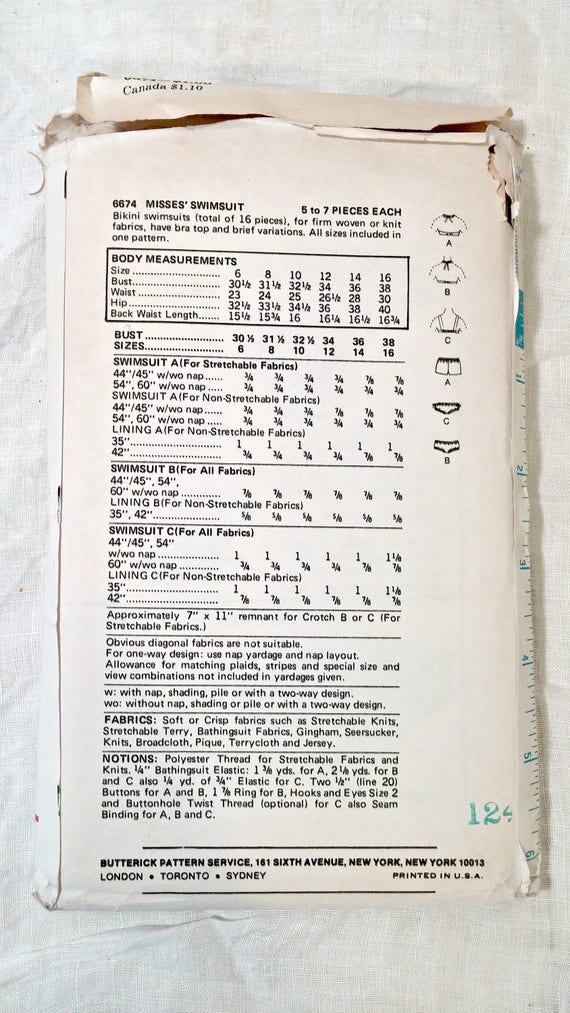 Canada $1.10
6674 MISSES' SWIMSUIT 5 to 7 PIECES EACH
Bikini swimsuits (total of 16 pieces), for firm woven or knit
fabrics, have bra top and brief variations. All sizes included in
one pattern.
BODY MEASUREMENTS
Size 6 8 10 12 14 16
Bust 30½ 31½ 32½ 34 36 38
Waist 23 24 25 26½ 28 30
Hip 32½ 33½ 34½ 36 38 40
Back Waist Length 15½ 15¾ 16 16¼ 16½ 16¾
BUST 30½ 31½ 32½ 34 36 38
SIZES 6 8 10 12 14 16
SWIMSUIT A(For Stretchable Fabrics)
44"/45" w/wo nap ¾ ¾ ¾ ¾ ⅞ ⅞
54", 60" w/wo nap ¾ ¾ ¾ ¾ ¾ ¾
SWIMSUIT A(For Non-Stretchable Fabrics)
44"/45" w/wo nap ¾ ¾ ¾ ⅞ ⅞ ⅞
54", 60" w/wo nap ¾ ¾ ¾ ¾ ¾ ¾
LINING A(For Non-Stretchable Fabrics)
35" 1 1 1 1 1 1
42" ¾ ¾ ¾ ¾ ⅞ ⅞
SWIMSUIT B(For All Fabrics)
44"/45", 54",
60" w/wo nap ⅞ ⅞ ⅞ ⅞ ⅞ ⅞
LINING B(For Non-Stretchable Fabrics)
35", 42" ⅝ ⅝ ⅝ ⅝ ⅝ ⅝
SWIMSUIT C(For All Fabrics)
44"/45", 54"
w/wo nap 1 1 1 1 1 1⅛
60" w/wo nap ¾ ¾ ¾ ¾ ⅞ ⅞
LINING C(For Non-Stretchable Fabrics)
35" 1 1 1 1 1 1⅛
42" ⅞ ⅞ ⅞ ⅞ ⅞ ⅞
Approximately 7" x 11" remnant for Crotch B or C (For
Stretchable Fabrics.)
Obvious diagonal fabrics are not suitable.
For one-way design: use nap yardage and nap layout.
Allowance for matching plaids, stripes and special size and
view combinations not included in yardages given.
w: with nap, shading, pile or with a two-way design.
wo: without nap, shading or pile or with a two-way design.
FABRICS: Soft or Crisp fabrics such as Stretchable Knits,
Stretchable Terry, Bathingsuit Fabrics, Gingham, Seersucker,
Knits, Broadcloth, Pique, Terrycloth and Jersey.
NOTIONS: Polyester Thread for Stretchable Fabrics and
Knits. ¼" Bathingsuit Elastic: 1⅜ yds. for A, 2⅛ yds. for B
and C also ¼ yd. of ¾" Elastic for C. Two ½" (line 20)
Buttons for A and B, 1 ⅞ Ring for B, Hooks and Eyes Size 2
and Buttonhole Twist Thread (optional) for C also Seam
Binding for A, B and C.
BUTTERICK PATTERN SERVICE, 161 SIXTH AVENUE, NEW YORK, NEW YORK 10013
LONDON • TORONTO • SYDNEY PRINTED IN U.S.A.
A
B
C
A
C
B
1
2
3
4
5
6
124